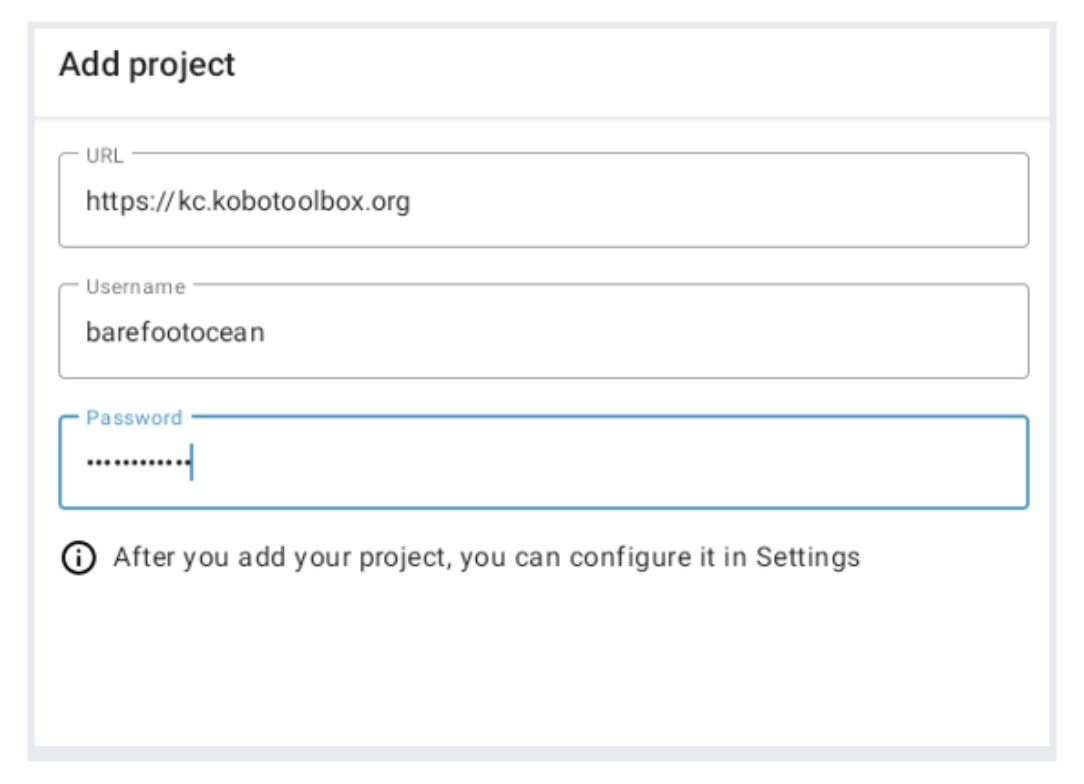 Add project
URL
https://kc.kobotoolbox.org
Username
barefootocean
Password
••••••••••••
After you add your project, you can configure it in Settings